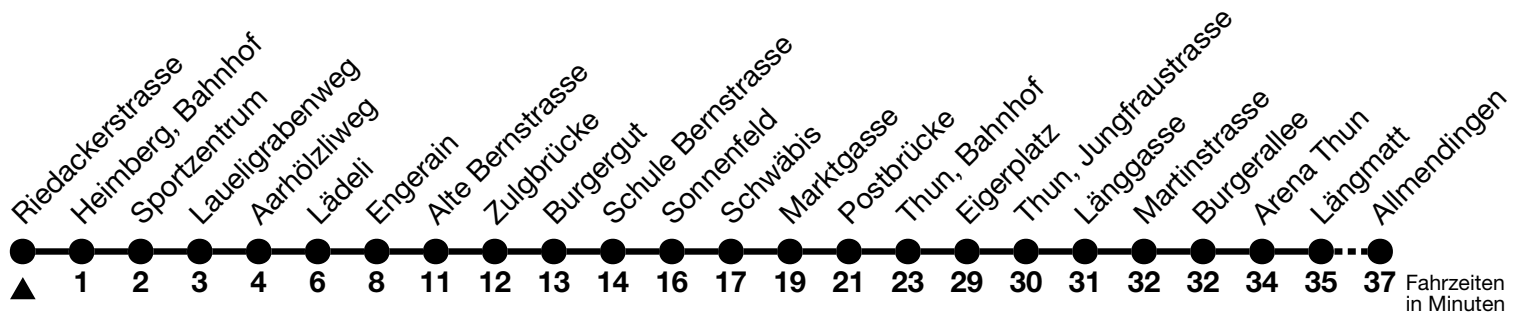 Riedackerstrasse
Heimberg, Bahnhof
Sportzentrum
Laueligrabenweg
Aarhölzliweg
Lädeli
Engerain
Alte Bernstrasse
Zulgbrücke
Burgergut
Schule Bernstrasse
Sonnenfeld
Schwäbis
Marktgasse
Postbrücke
Thun, Bahnhof
Eigerplatz
Thun, Jungfraustrasse
Länggasse
Martinstrasse
Burgerallee
Arena Thun
Längmatt
Allmendingen
1 2 3 4 6 8 11 12 13 14 16 17 19 21 23 29 30 31 32 32 34 35 37 Fahrzeiten
in Minuten